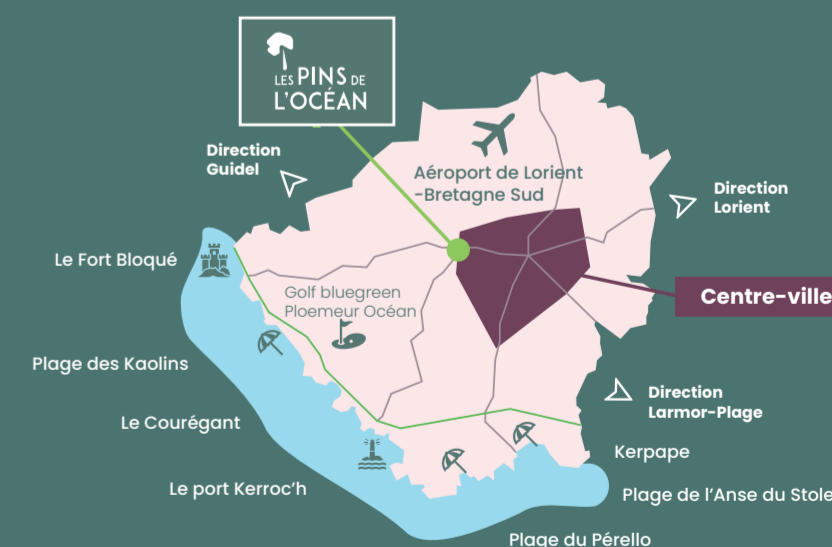 LES PINS DE
L'OCÉAN
Direction
Guidel
Aéroport de Lorient
-Bretagne Sud
Direction
Lorient
Le Fort Bloqué
Golf bluegreen
Ploemeur Océan
Centre-ville
Plage des Kaolins
Direction
Larmor-Plage
Le Courégant
Kerpape
Le port Kerroc'h
Plage de l'Anse du Stole
Plage du Pérello